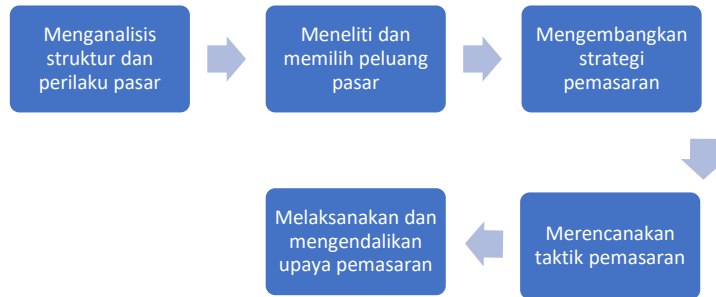 Menganalisis
struktur dan
perilaku pasar
Meneliti dan
memilih peluang
pasar
Mengembangkan
strategi
pemasaran
Merencanakan
taktik pemasaran
Melaksanakan dan
mengendalikan
upaya pemasaran